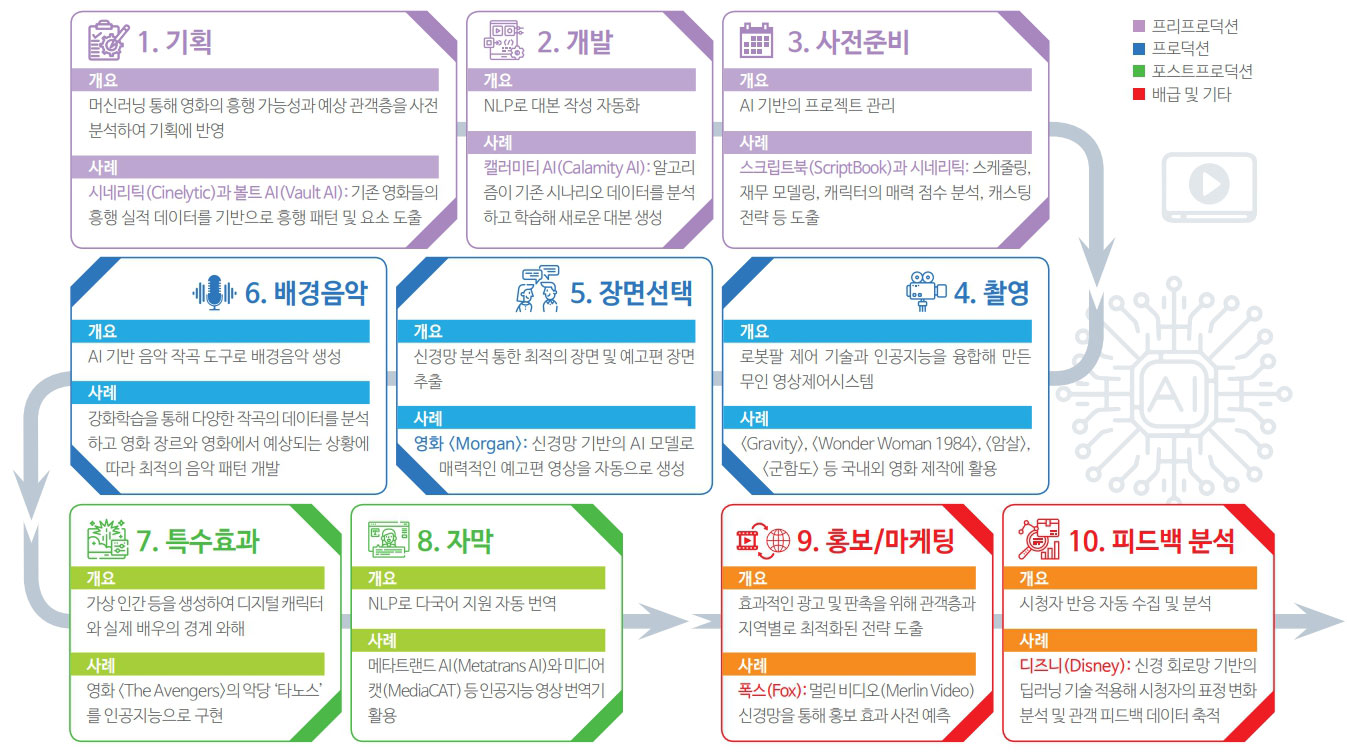 1. 기획
개요
머신러닝 통해 영화의 흥행 가능성과 예상 관객층을 사전
분석하여 기획에 반영
사례
시네리틱(Cinelytic)과 볼트 AI(Vault AI): 기존 영화들의
흥행 실적 데이터를 기반으로 흥행 패턴 및 요소 도출
2. 개발
개요
NLP로 대본 작성 자동화
사례
캘러미티 AI(Calamity AI): 알고리
즘이 기존 시나리오 데이터를 분석
하고 학습해 새로운 대본 생성
3. 사전준비
개요
AI 기반의 프로젝트 관리
사례
스크립트북(ScriptBook)과 시네리틱: 스케줄링,
재무 모델링, 캐릭터의 매력 점수 분석, 캐스팅
전략 등 도출
프리프로덕션
프로덕션
포스트프로덕션
배급 및 기타
4. 촬영
개요
로봇팔 제어 기술과 인공지능을 융합해 만든
무인 영상제어시스템
사례
〈Gravity〉, 〈Wonder Woman 1984〉, 〈암살〉,
〈군함도〉 등 국내외 영화 제작에 활용
AI
5. 장면선택
개요
신경망 분석 통한 최적의 장면 및 예고편 장면
추출
사례
영화 〈Morgan〉: 신경망 기반의 AI 모델로
매력적인 예고편 영상을 자동으로 생성
6. 배경음악
개요
AI 기반 음악 작곡 도구로 배경음악 생성
사례
강화학습을 통해 다양한 작곡의 데이터를 분석
하고 영화 장르와 영화에서 예상되는 상황에
따라 최적의 음악 패턴 개발
7. 특수효과
개요
가상 인간 등을 생성하여 디지털 캐릭터
와 실제 배우의 경계 와해
사례
영화 〈The Avengers〉의 악당 ‘타노스’
를 인공지능으로 구현
8. 자막
개요
NLP로 다국어 지원 자동 번역
사례
메타트랜드 AI(Metatrans AI)와 미디어
캣(MediaCAT) 등 인공지능 영상 번역기
활용
9. 홍보/마케팅
개요
효과적인 광고 및 판촉을 위해 관객층과
지역별로 최적화된 전략 도출
사례
폭스(Fox): 멀린 비디오(Merlin Video)
신경망을 통해 홍보 효과 사전 예측
10. 피드백 분석
개요
시청자 반응 자동 수집 및 분석
사례
디즈니(Disney): 신경 회로망 기반의
딥러닝 기술 적용해 시청자의 표정 변화
분석 및 관객 피드백 데이터 축적